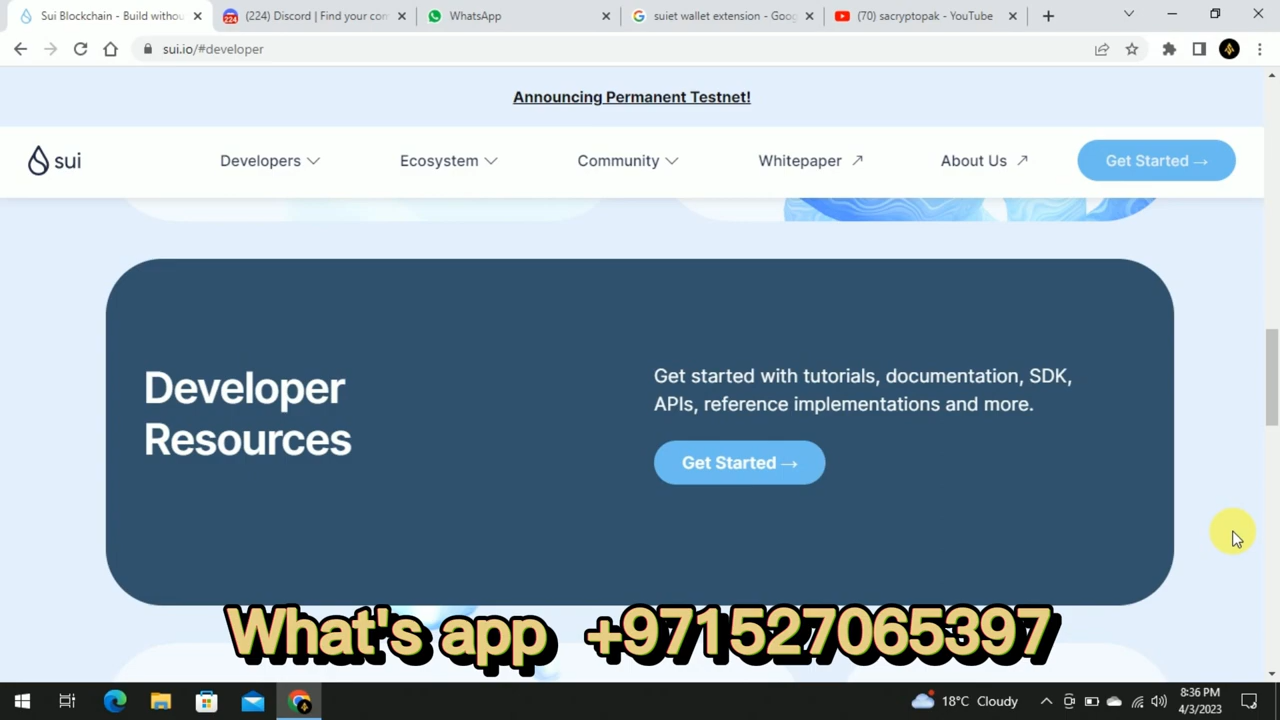 Sui Blockchain - Build withou
224
(224) Discord | Find your con
WhatsApp
suiet wallet extension - Goog
(70) sacryptopak - YouTube
sui.io/#developer
Announcing Permanent Testnet!
sui
Developers
Ecosystem
Community
Whitepaper ↗
About Us ↗
Get Started →
Developer
Resources
Get started with tutorials, documentation, SDK,
APIs, reference implementations and more.
Get Started →
What's app +971527065397
18°C Cloudy
8:36 PM
4/3/2023